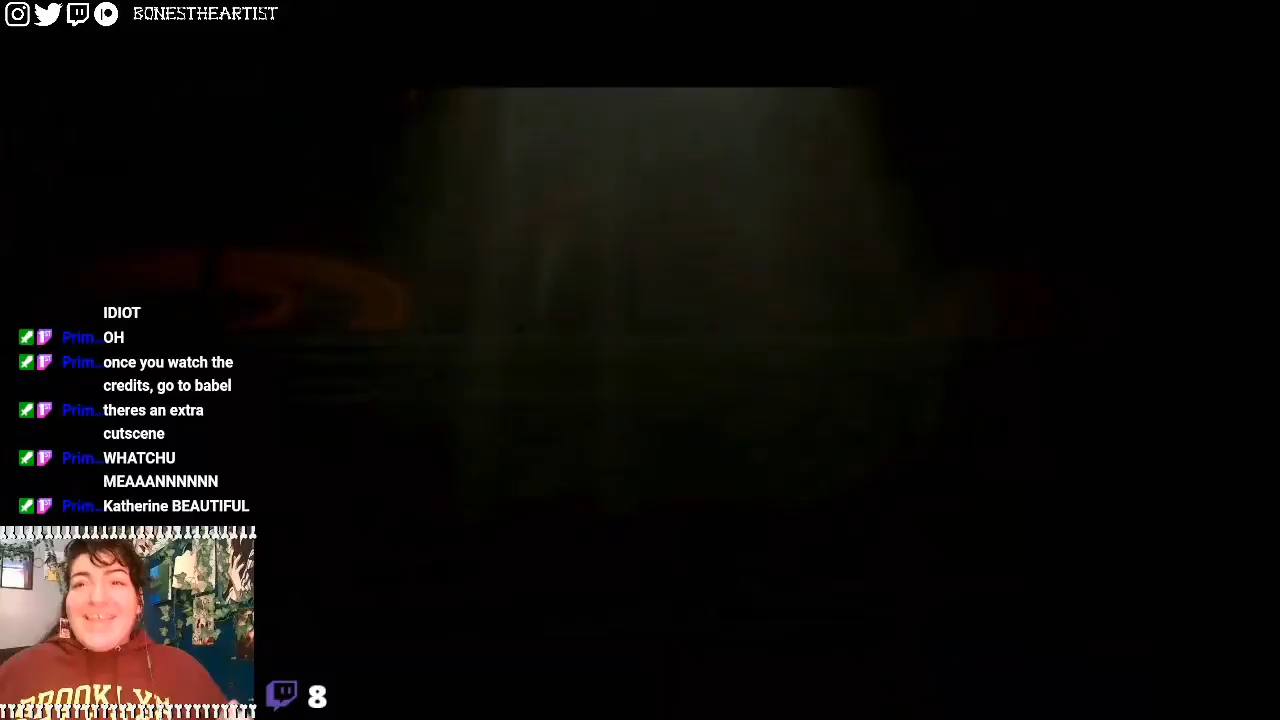 BONESTHEARTIST
IDIOT
Prim... OH
Prim... once you watch the
credits, go to babel
Prim... theres an extra
cutscene
Prim... WHATCHU
MEAAANNNNNN
Prim... Katherine BEAUTIFUL
BROOKLYN
8